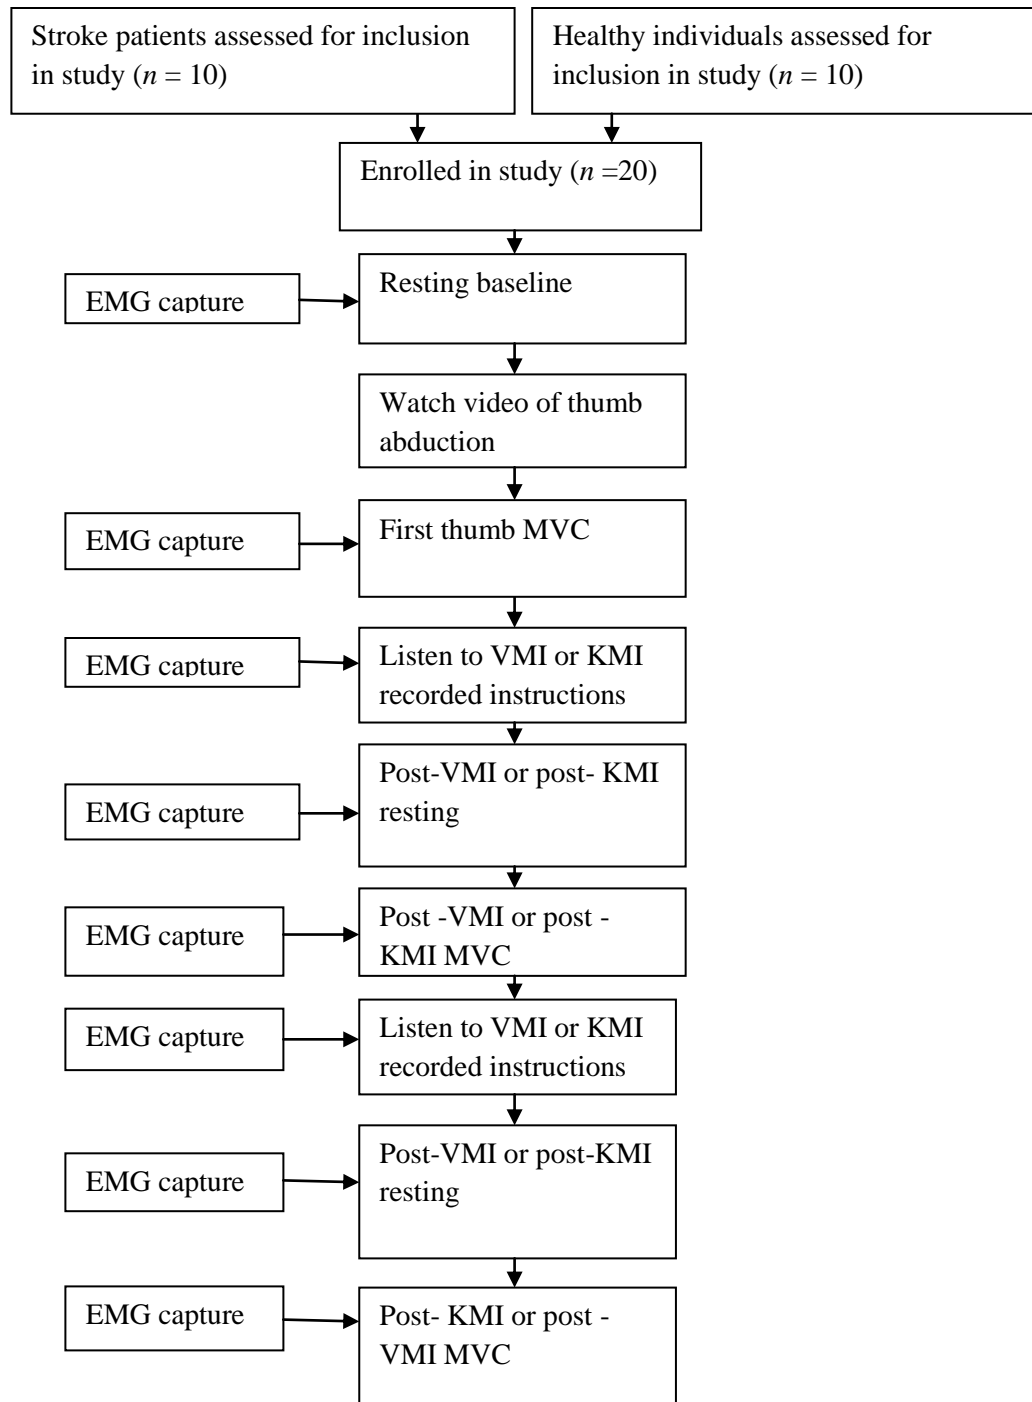 Stroke patients assessed for inclusion
in study (n = 10)
Healthy individuals assessed for
inclusion in study (n = 10)
Enrolled in study (n =20)
EMG capture
Resting baseline
Watch video of thumb
abduction
EMG capture
First thumb MVC
EMG capture
Listen to VMI or KMI
recorded instructions
EMG capture
Post-VMI or post- KMI
resting
EMG capture
Post -VMI or post -
KMI MVC
EMG capture
Listen to VMI or KMI
recorded instructions
EMG capture
Post-VMI or post-KMI
resting
EMG capture
Post- KMI or post -
VMI MVC